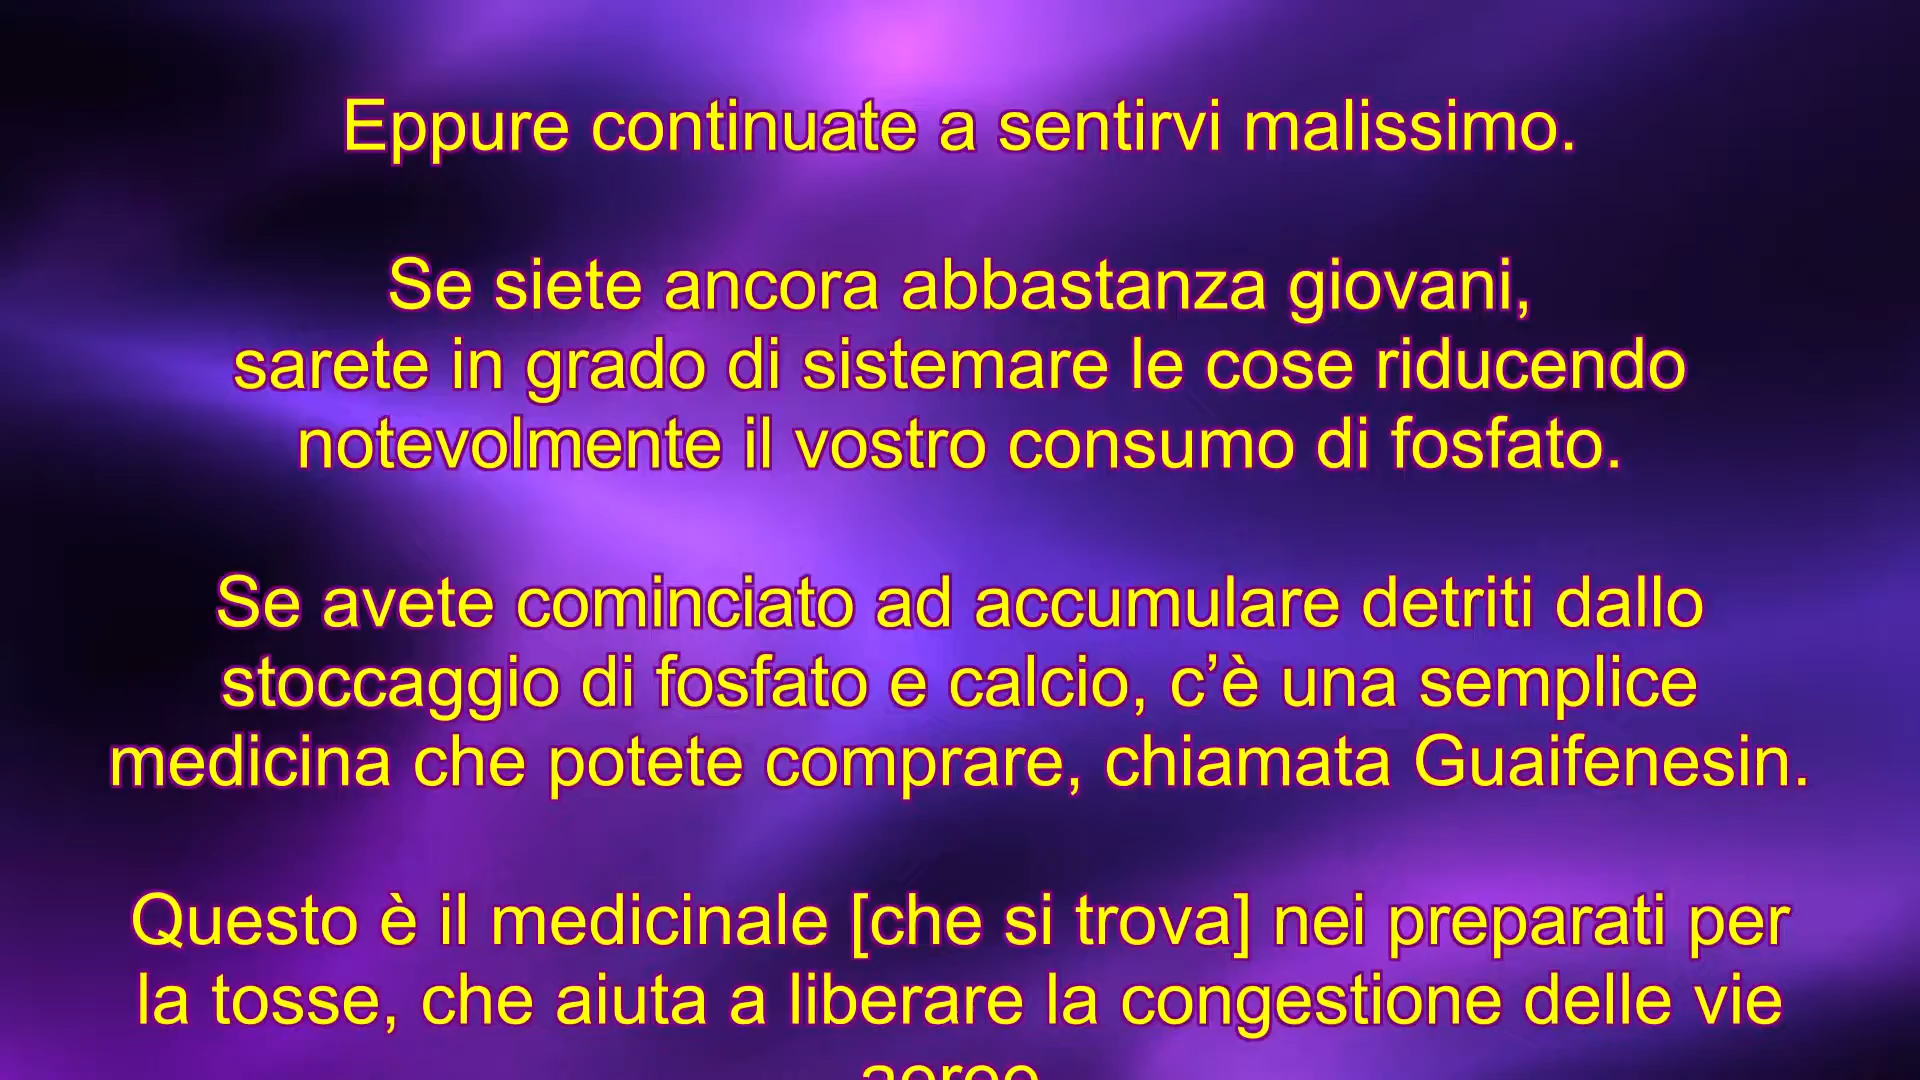 Eppure continuate a sentirvi malissimo.
Se siete ancora abbastanza giovani,
sarete in grado di sistemare le cose riducendo
notevolmente il vostro consumo di fosfato.
Se avete cominciato ad accumulare detriti dallo
stoccaggio di fosfato e calcio, c’è una semplice
medicina che potete comprare, chiamata Guaifenesin.
Questo è il medicinale [che si trova] nei preparati per
la tosse, che aiuta a liberare la congestione delle vie
aeree